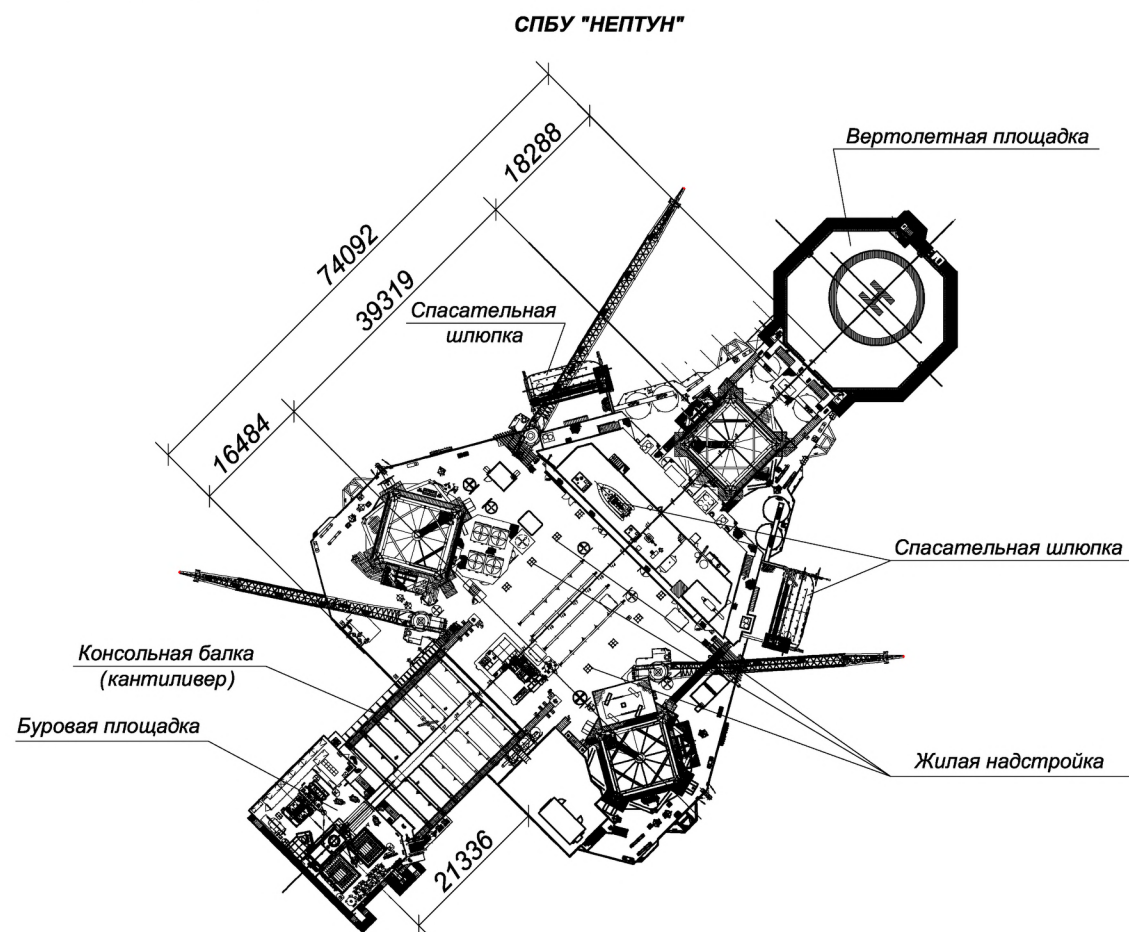 СПБУ "НЕПТУН"
Вертолетная площадка
18288
74092
39319
Спасательная
шлюпка
16484
Спасательная шлюпка
Консольная балка
(кантиливер)
Буровая площадка
Жилая надстройка
21336
H